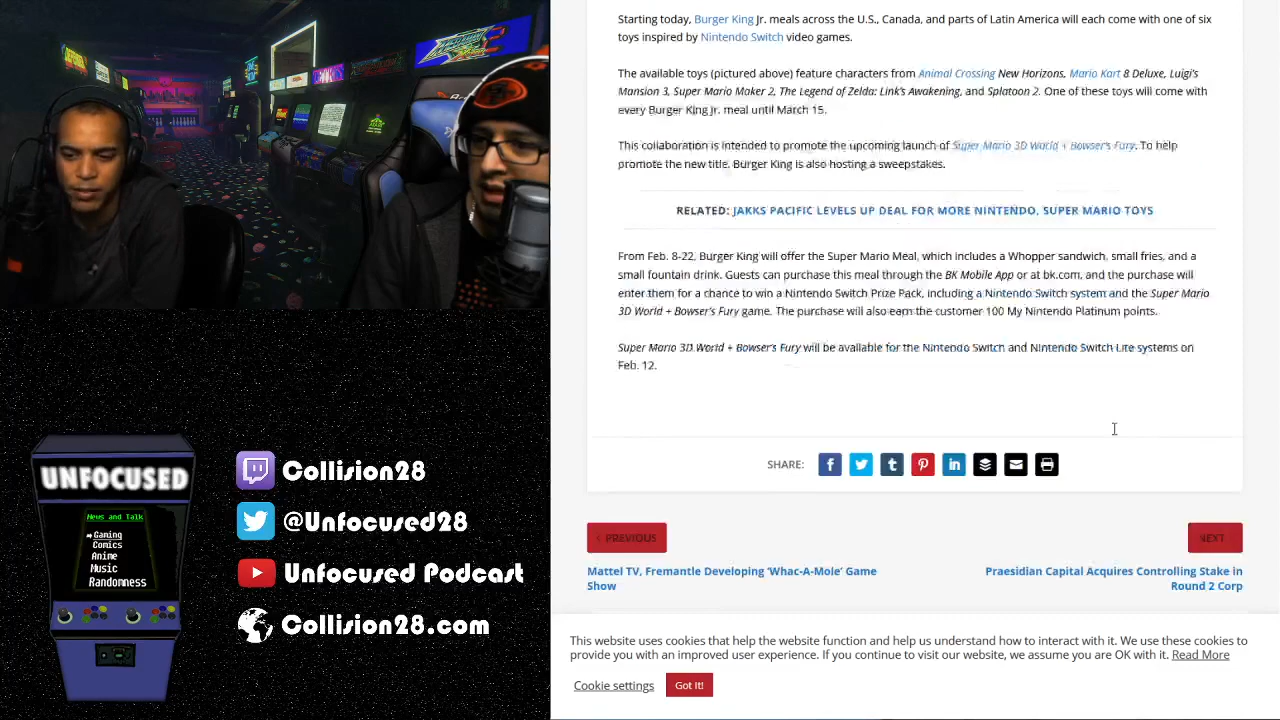 Starting today, Burger King Jr. meals across the U.S., Canada, and parts of Latin America will each come with one of six
toys inspired by Nintendo Switch video games.
The available toys (pictured above) feature characters from Animal Crossing New Horizons, Mario Kart 8 Deluxe, Luigi's
Mansion 3, Super Mario Maker 2, The Legend of Zelda: Link's Awakening, and Splatoon 2. One of these toys will come with
every Burger King Jr. meal until March 15.
This collaboration is intended to promote the upcoming launch of Super Mario 3D World + Bowser's Fury. To help
promote the new title, Burger King is also hosting a sweepstakes.
RELATED: JAKKS PACIFIC LEVELS UP DEAL FOR MORE NINTENDO, SUPER MARIO TOYS
From Feb. 8-22, Burger King will offer the Super Mario Meal, which includes a Whopper sandwich, small fries, and a
small fountain drink. Guests can purchase this meal through the BK Mobile App or at bk.com, and the purchase will
enter them for a chance to win a Nintendo Switch Prize Pack, including a Nintendo Switch system and the Super Mario
3D World + Bowser's Fury game. The purchase will also earn the customer 100 My Nintendo Platinum points.
Super Mario 3D World + Bowser's Fury will be available for the Nintendo Switch and Nintendo Switch Lite systems on
Feb. 12.
SHARE:
PREVIOUS
NEXT
Mattel TV, Fremantle Developing 'Whac-A-Mole' Game
Show
Praesidian Capital Acquires Controlling Stake in
Round 2 Corp
This website uses cookies that help the website function and help us understand how to interact with it. We use these cookies to
provide you with an improved user experience. If you continue to visit our website, we assume you are OK with it. Read More
Cookie settings
Got It!
UNFOCUSED
News and Talk
Gaming
Comics
Anime
Music
Randomness
Collision28
@Unfocused28
Unfocused Podcast
Collision28.com